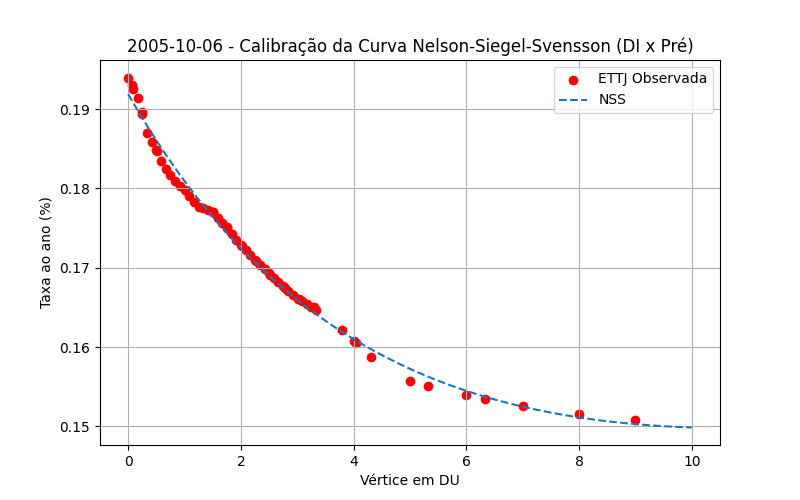 2005-10-06 - Calibração da Curva Nelson-Siegel-Svensson (DI x Pré)
ETTJ Observada
NSS
Taxa ao ano (%)
0.19
0.18
0.17
0.16
0.15
0 2 4 6 8 10
Vértice em DU